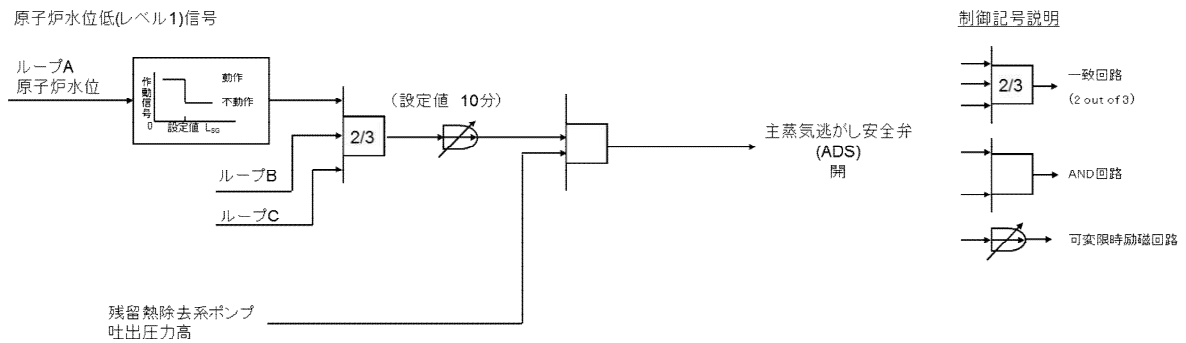 原子炉水位低(レベル1)信号
ループA
原子炉水位
作動信号
0
動作
不動作
設定値 LSG
2/3
(設定値 10分)
ループB
ループC
残留熱除去系ポンプ
吐出圧力高
主蒸気逃がし安全弁
(ADS)
開
制御記号説明
2/3
一致回路
(2 out of 3)
AND回路
可変限時励磁回路